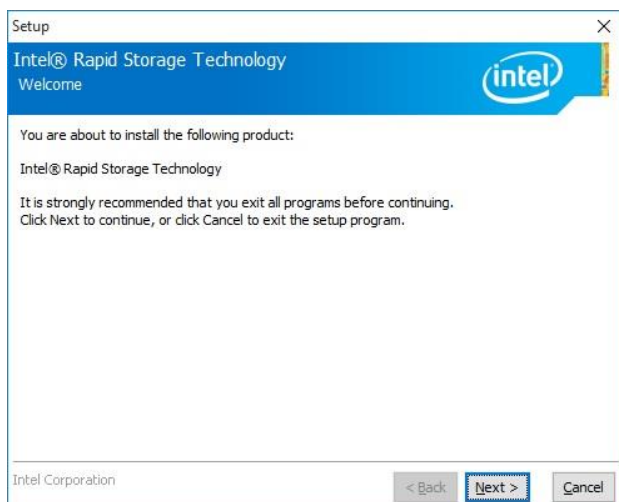 Setup
Intel® Rapid Storage Technology
Welcome
intel
You are about to install the following product:
Intel® Rapid Storage Technology
It is strongly recommended that you exit all programs before continuing.
Click Next to continue, or click Cancel to exit the setup program.
Intel Corporation
< Back Next > Cancel